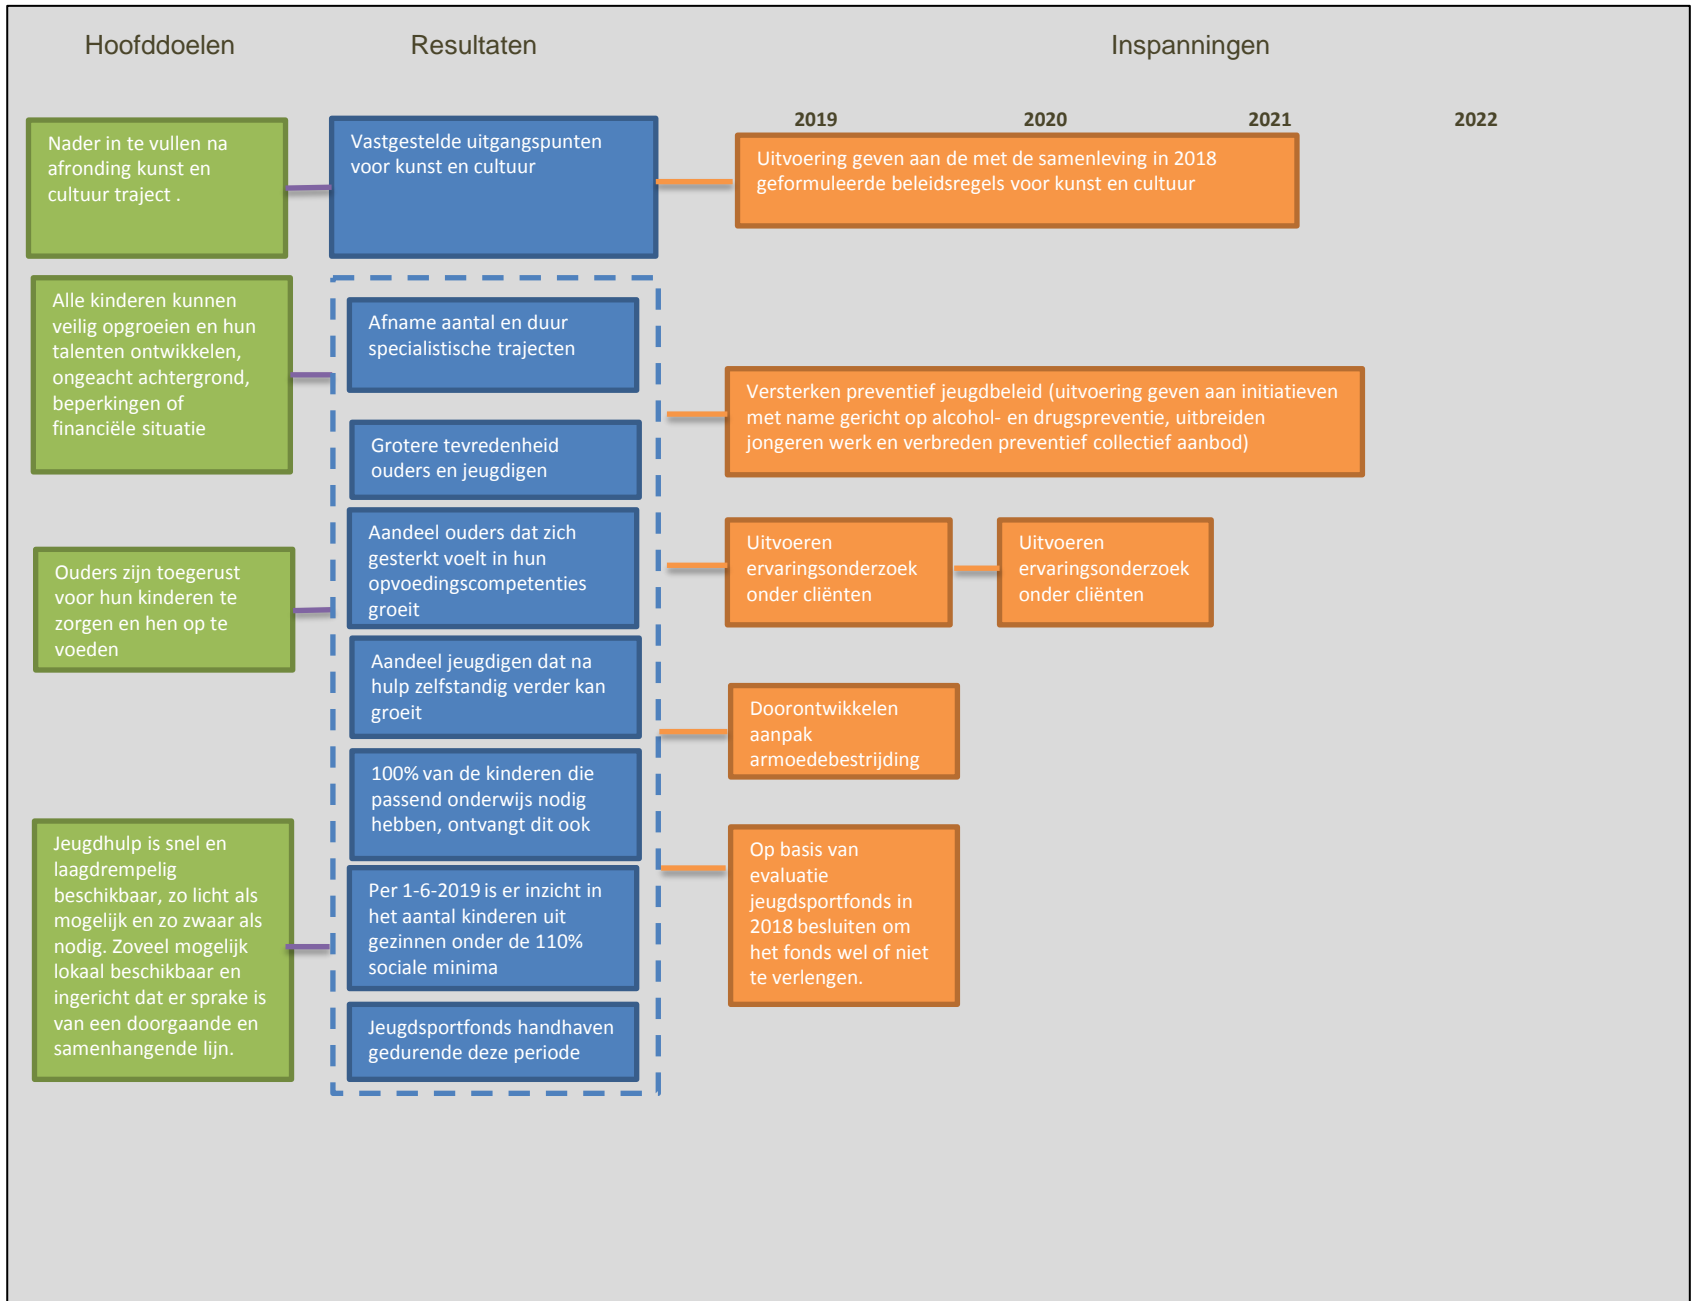 Hoofddoelen
Resultaten
Inspanningen
2019
2020
2021
2022
Nader in te vullen na
afronding kunst en
cultuur traject .
Vastgestelde uitgangspunten
voor kunst en cultuur
Uitvoering geven aan de met de samenleving in 2018
geformuleerde beleidsregels voor kunst en cultuur
Alle kinderen kunnen
veilig opgroeien en hun
talenten ontwikkelen,
ongeacht achtergrond,
beperkingen of
financiële situatie
Ouders zijn toegerust
voor hun kinderen te
zorgen en hen op te
voeden
Jeugdhulp is snel en
laagdrempelig
beschikbaar, zo licht als
mogelijk en zo zwaar als
nodig. Zoveel mogelijk
lokaal beschikbaar en
ingericht dat er sprake is
van een doorgaande en
samenhangende lijn.
Afname aantal en duur
specialistische trajecten
Grotere tevredenheid
ouders en jeugdigen
Aandeel ouders dat zich
gesterkt voelt in hun
opvoedingscompetenties
groeit
Aandeel jeugdigen dat na
hulp zelfstandig verder kan
groeit
100% van de kinderen die
passend onderwijs nodig
hebben, ontvangt dit ook
Per 1-6-2019 is er inzicht in
het aantal kinderen uit
gezinnen onder de 110%
sociale minima
Jeugdsportfonds handhaven
gedurende deze periode
Versterken preventief jeugdbeleid (uitvoering geven aan initiatieven
met name gericht op alcohol- en drugspreventie, uitbreiden
jongeren werk en verbreden preventief collectief aanbod)
Uitvoeren
ervaringsonderzoek
onder cliënten
Uitvoeren
ervaringsonderzoek
onder cliënten
Doorontwikkelen
aanpak
armoedebestrijding
Op basis van
evaluatie
jeugdsportfonds in
2018 besluiten om
het fonds wel of niet
te verlengen.